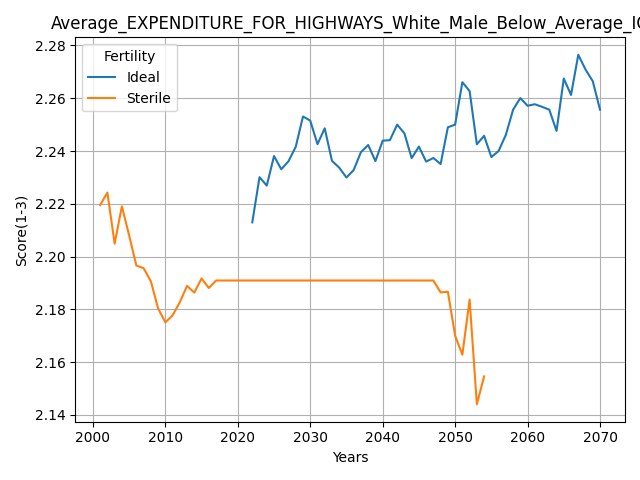 Average_EXPENDITURE_FOR_HIGHWAYS_White_Male_Below_Average_IC
Fertility
Ideal
Sterile
2.28
2.26
2.24
2.22
2.20
2.18
2.16
2.14
Score(1-3)
2000 2010 2020 2030 2040 2050 2060 2070
Years